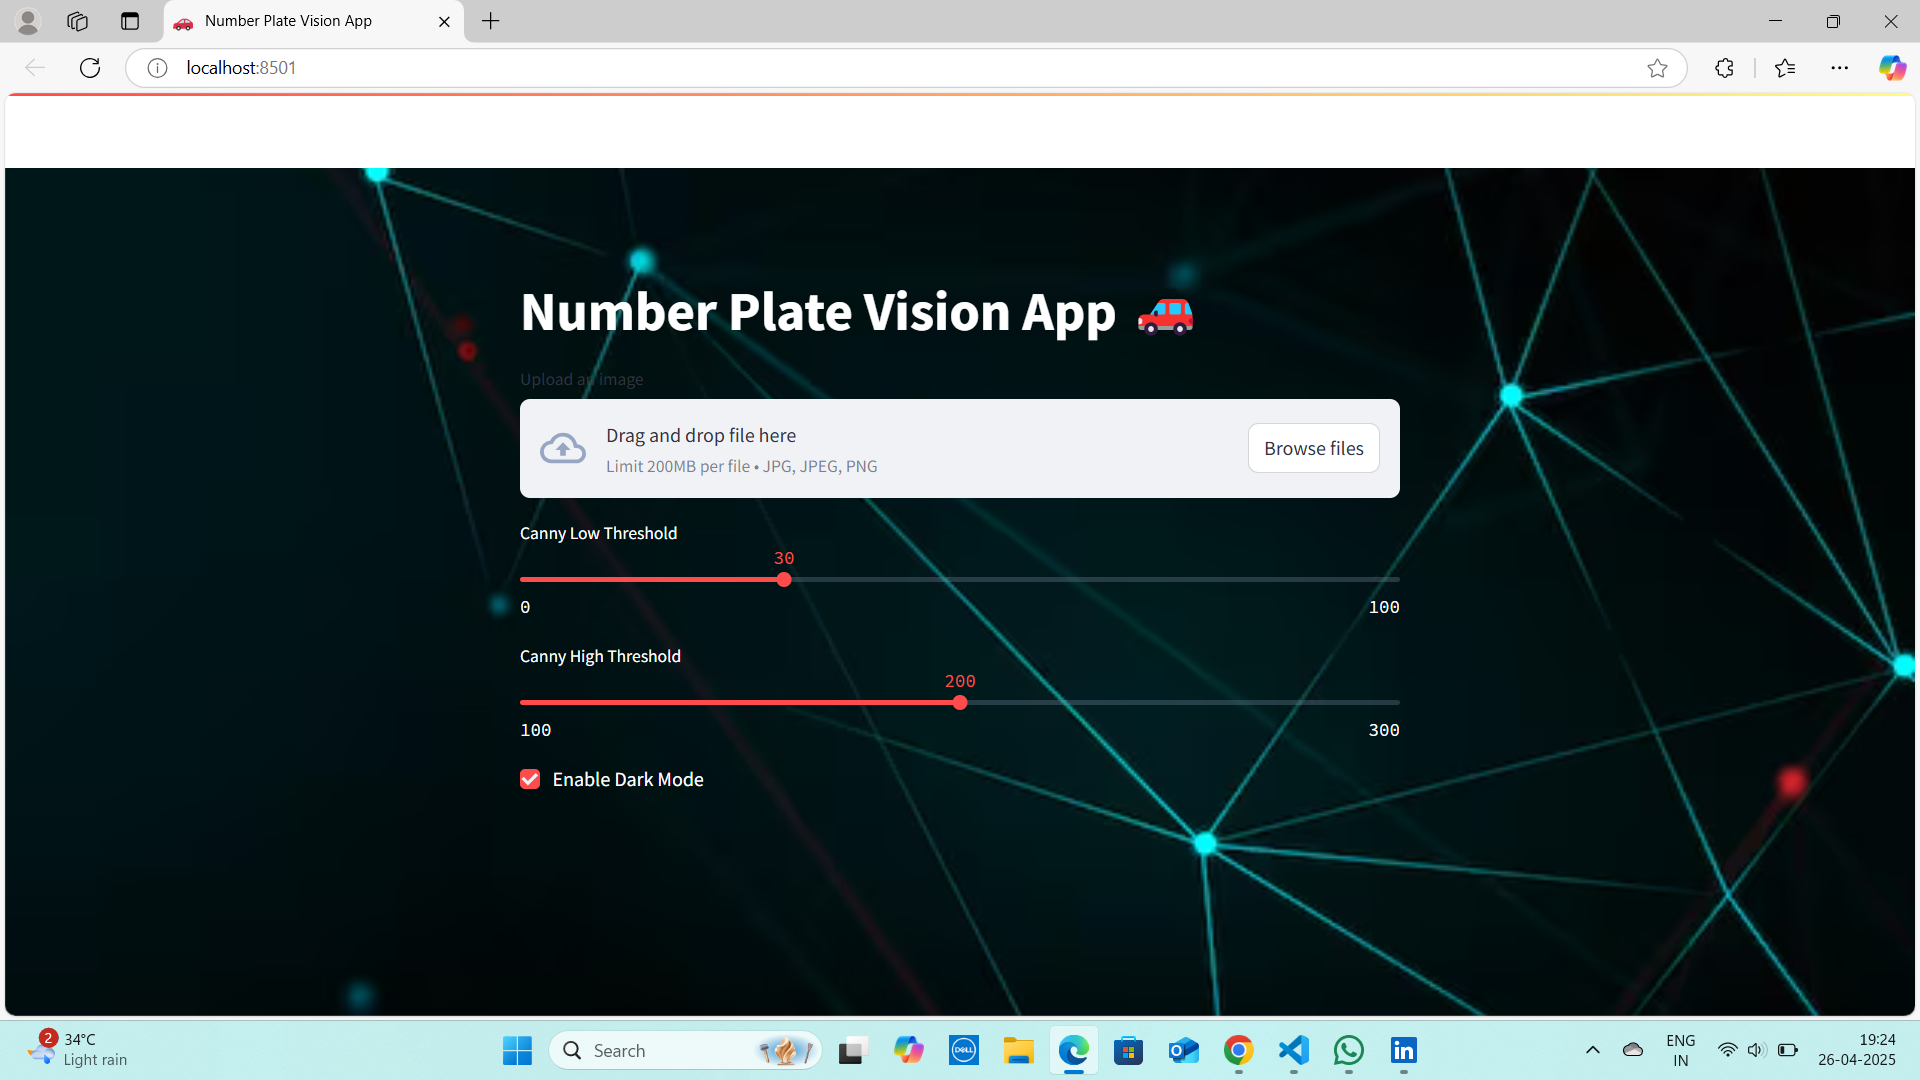 Number Plate Vision App
localhost:8501
Number Plate Vision App
Upload an image
Drag and drop file here
Limit 200MB per file • JPG, JPEG, PNG
Browse files
Canny Low Threshold
30
0 100
Canny High Threshold
200
100 300
Enable Dark Mode
2
34°C
Light rain
Search
DELL
ENG
IN
19:24
26-04-2025